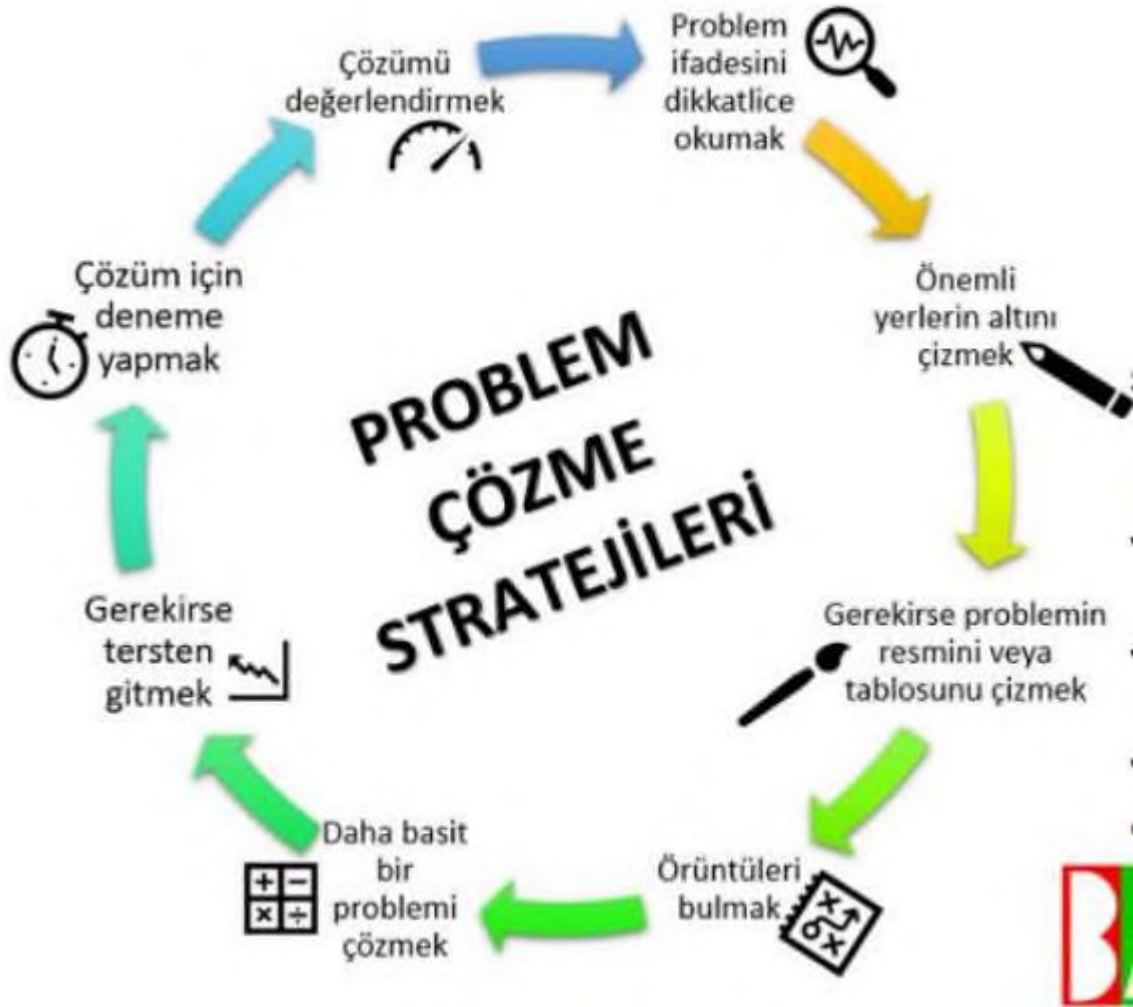 Problem
ifadesini
dikkatlice
okumak
Önemli
yerlerin altını
çizmek
Gerekirse problemin
resmini veya
tablosunu çizmek
Örüntüleri
bulmak
Daha basit
bir
problemi
çözmek
Gerekirse
tersten
gitmek
Çözüm için
deneme
yapmak
Çözümü
değerlendirmek
PROBLEM
ÇÖZME
STRATEJİLERİ